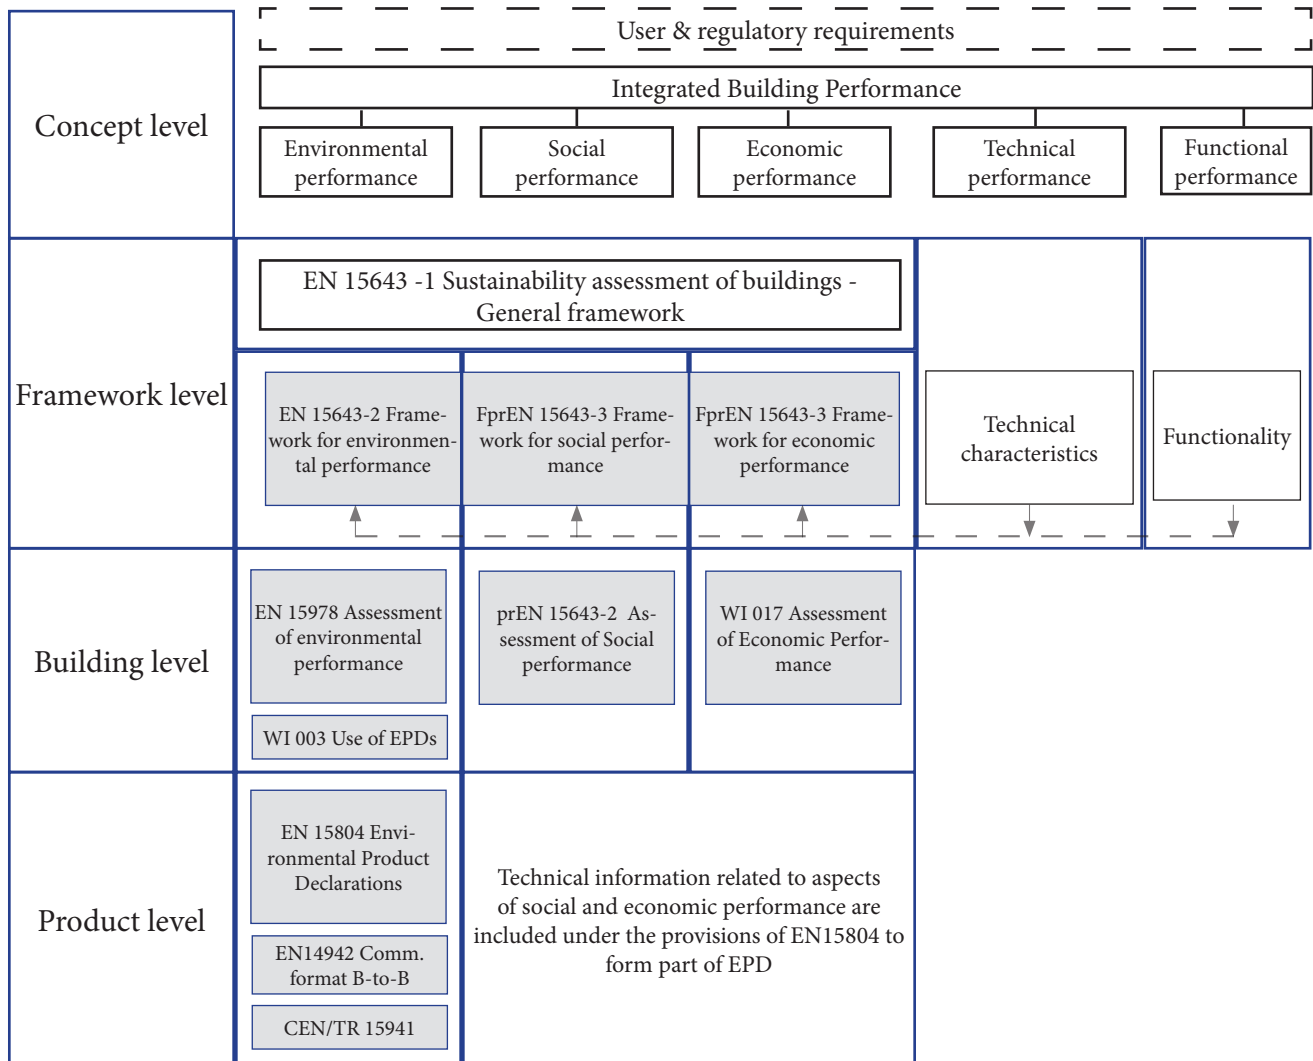 User & regulatory requirements
Integrated Building Performance
Concept level
Environmental
performance
Social
performance
Economic
performance
Technical
performance
Functional
performance
Framework level
EN 15643 -1 Sustainability assessment of buildings -
General framework
EN 15643-2 Frame-
work for environmen-
tal performance
FprEN 15643-3 Frame-
work for social perfor-
mance
FprEN 15643-3 Frame-
work for economic
performance
Technical
characteristics
Functionality
Building level
EN 15978 Assessment
of environmental
performance
WI 003 Use of EPDs
prEN 15643-2 As-
sessment of Social
performance
WI 017 Assessment
of Economic Perfor-
mance
Product level
EN 15804 Envi-
ronmental Product
Declarations
EN14942 Comm.
format B-to-B
CEN/TR 15941
Technical information related to aspects
of social and economic performance are
included under the provisions of EN15804 to
form part of EPD